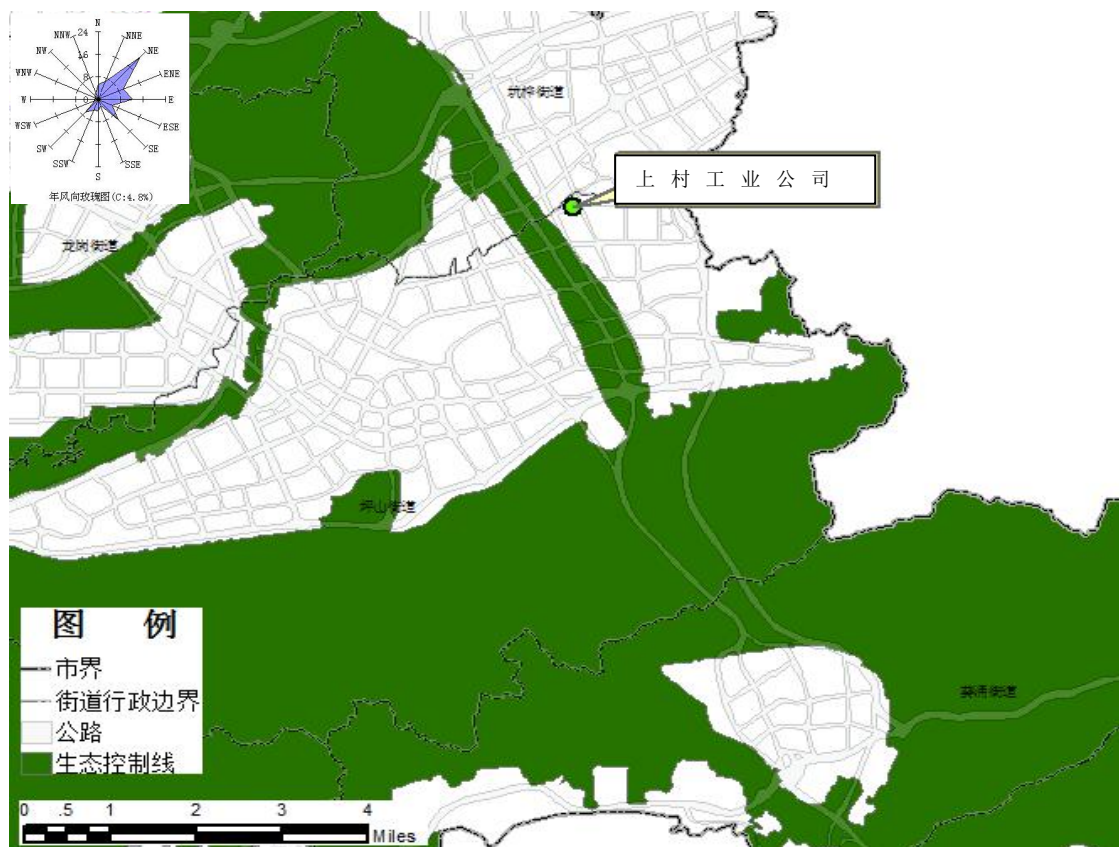 N
NNW
NNE
24
NW
NE
16
WNW
ENE
8
W
0
E
WSW
ESE
SW
SE
SSW
SSE
S
年风向玫瑰图(C:4.8%)
坑梓街道
上村工业公司
龙岗街道
坪山街道
葵涌街道
图 例
市界
街道行政边界
公路
生态控制线
0 .5 1 2 3 4
Miles